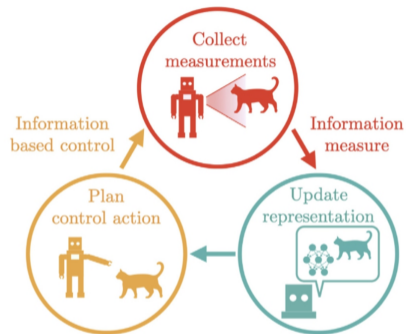 Collect
measurements
Information
based control
Information
measure
Plan
control action
Update
representation